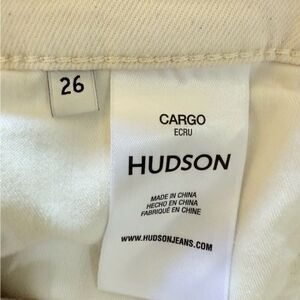 26
CARGO
ECRU
HUDSON
MADE IN CHINA
HECHO EN CHINA
FABRIQUÉ EN CHINE
WWW.HUDSONJEANS.COM